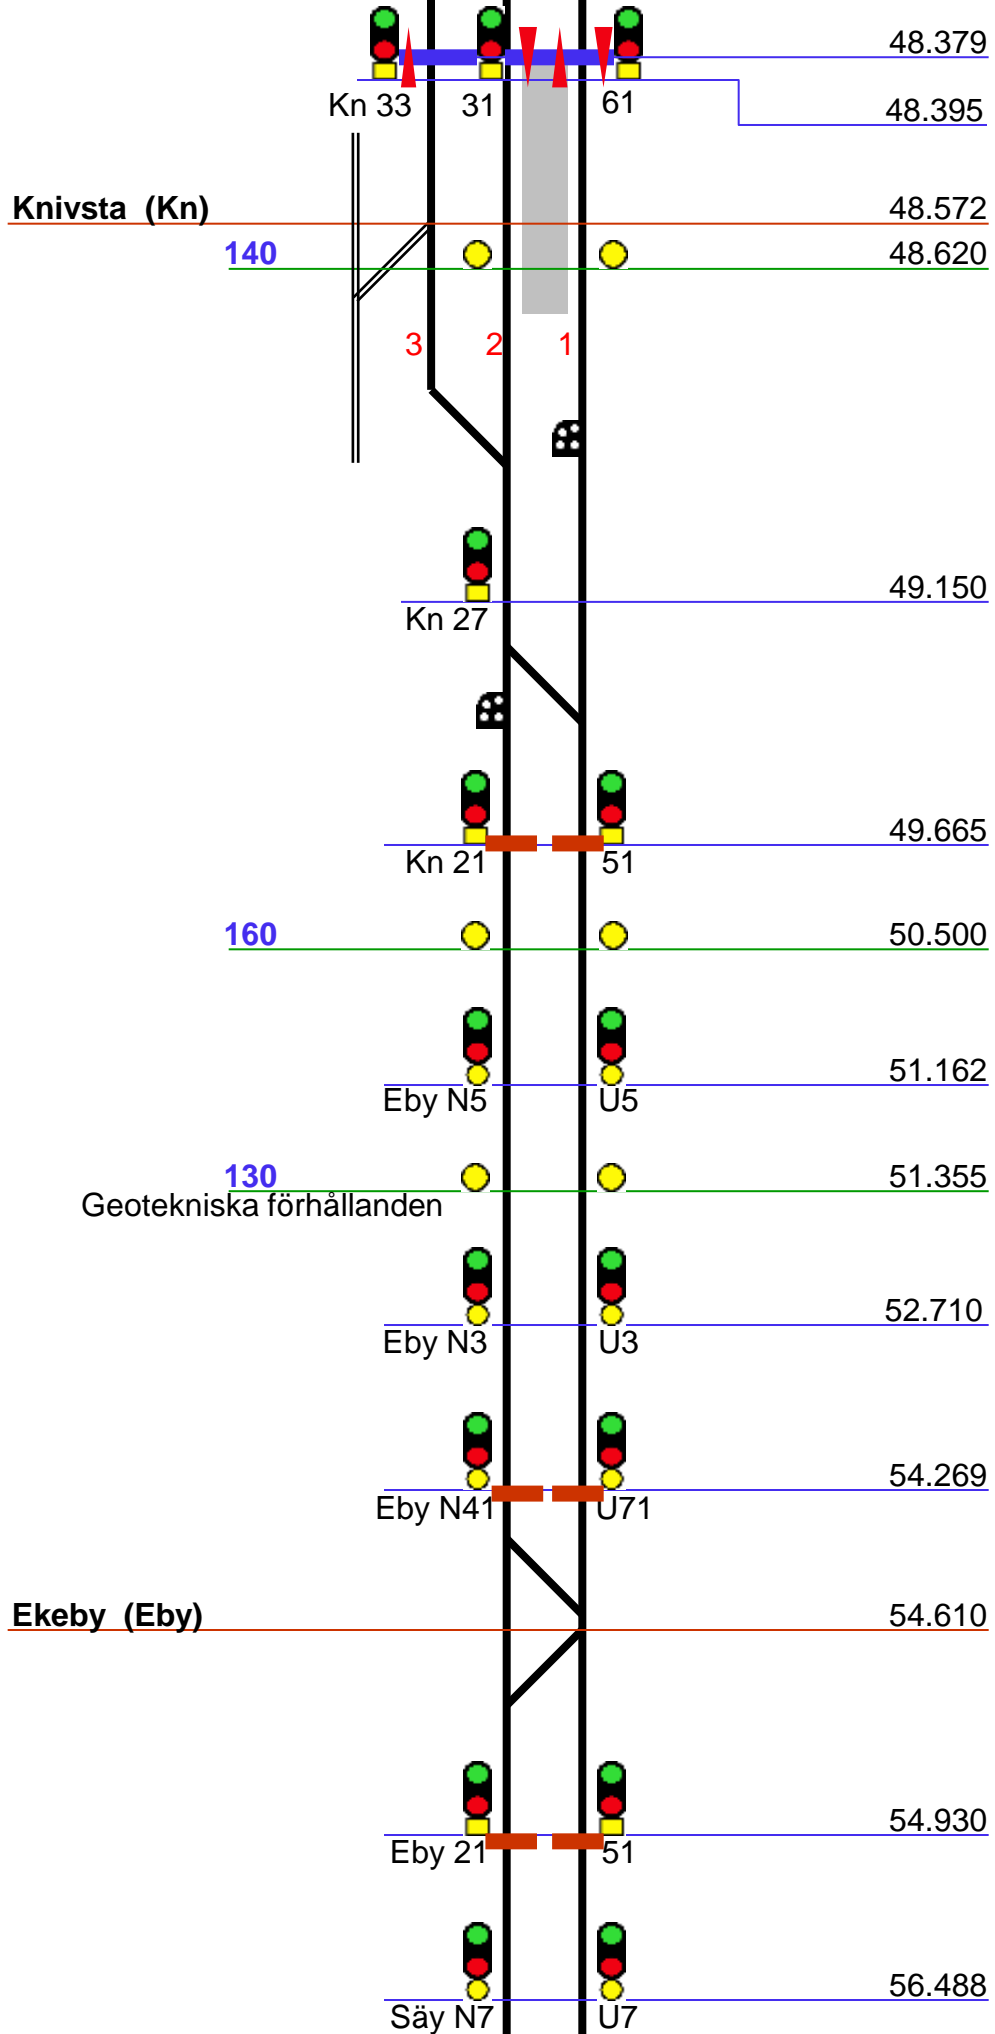 48.379
Kn 33 31 61
48.395
Knivsta (Kn) 48.572
140 48.620
3 2 1
49.150
Kn 27
49.665
Kn 21 51
160 50.500
51.162
Eby N5 U5
130 51.355
Geotekniska förhållanden
52.710
Eby N3 U3
54.269
Eby N41 U71
Ekeby (Eby) 54.610
54.930
Eby 21 51
56.488
Säy N7 U7